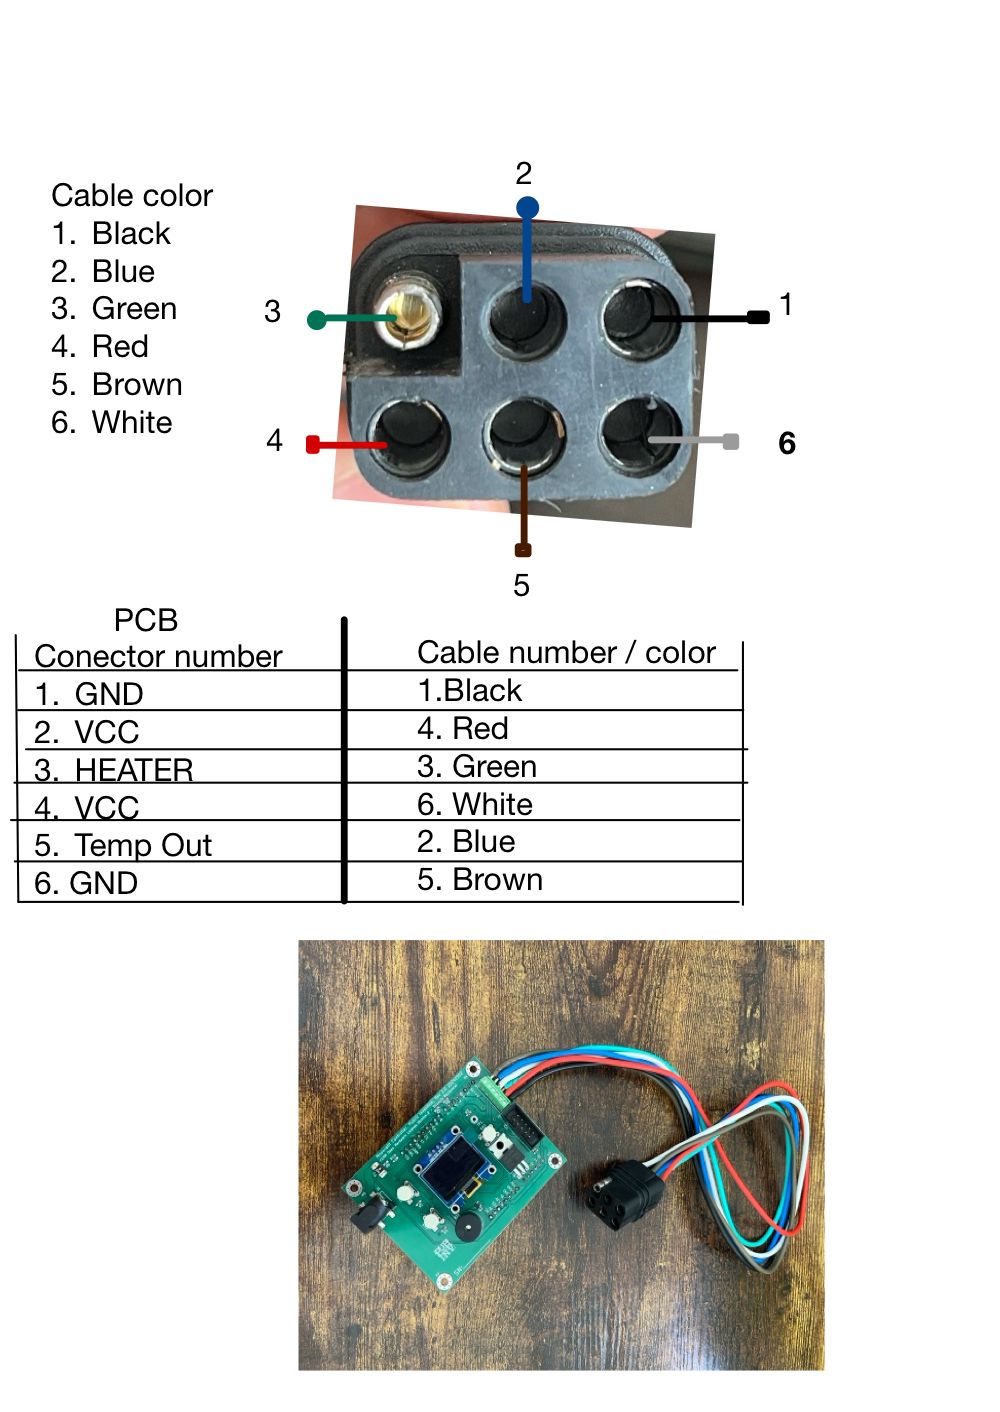 2
Cable color
1. Black
2. Blue
3. Green
4. Red
5. Brown
6. White
3
1
4
6
5
PCB
Conector number
Cable number / color
1. GND
1.Black
2. VCC
4. Red
3. HEATER
3. Green
4. VCC
6. White
5. Temp Out
2. Blue
6. GND
5. Brown